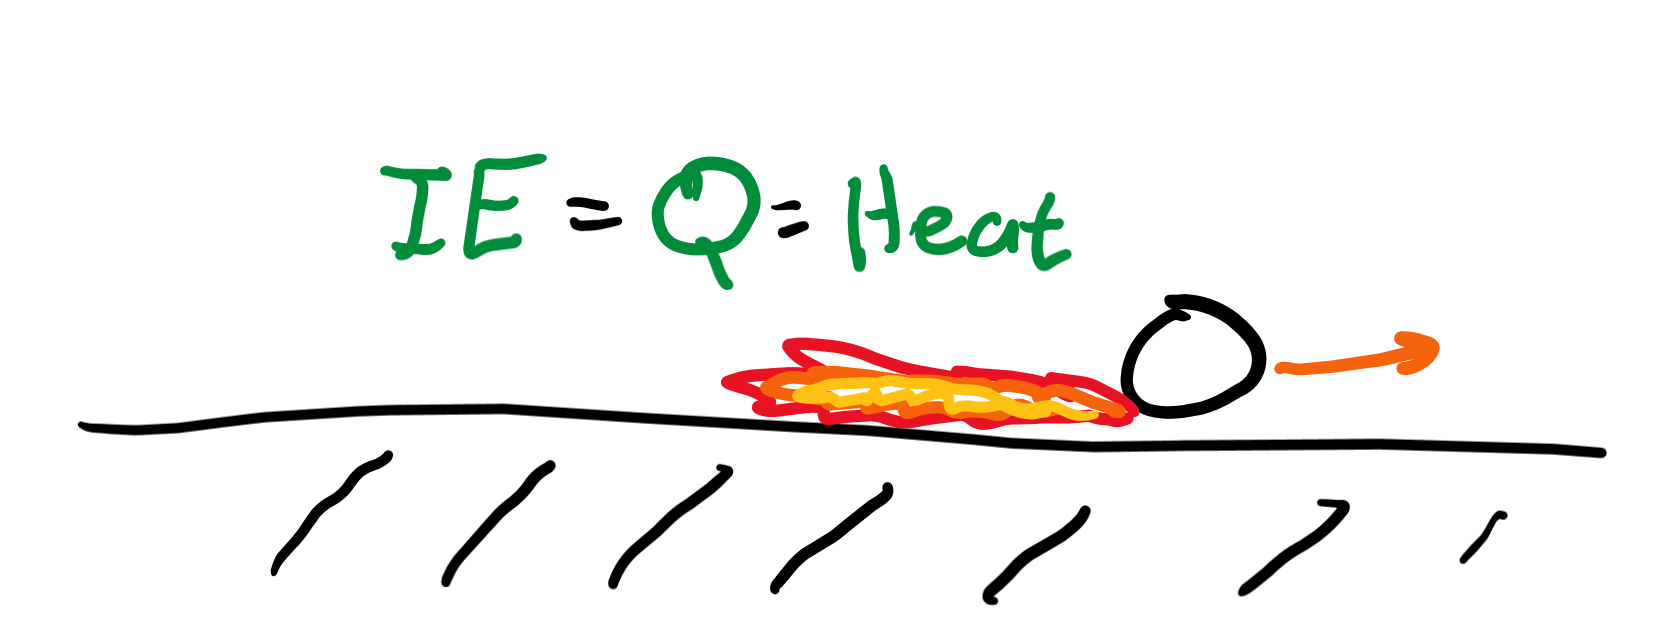 IE = Q = Heat